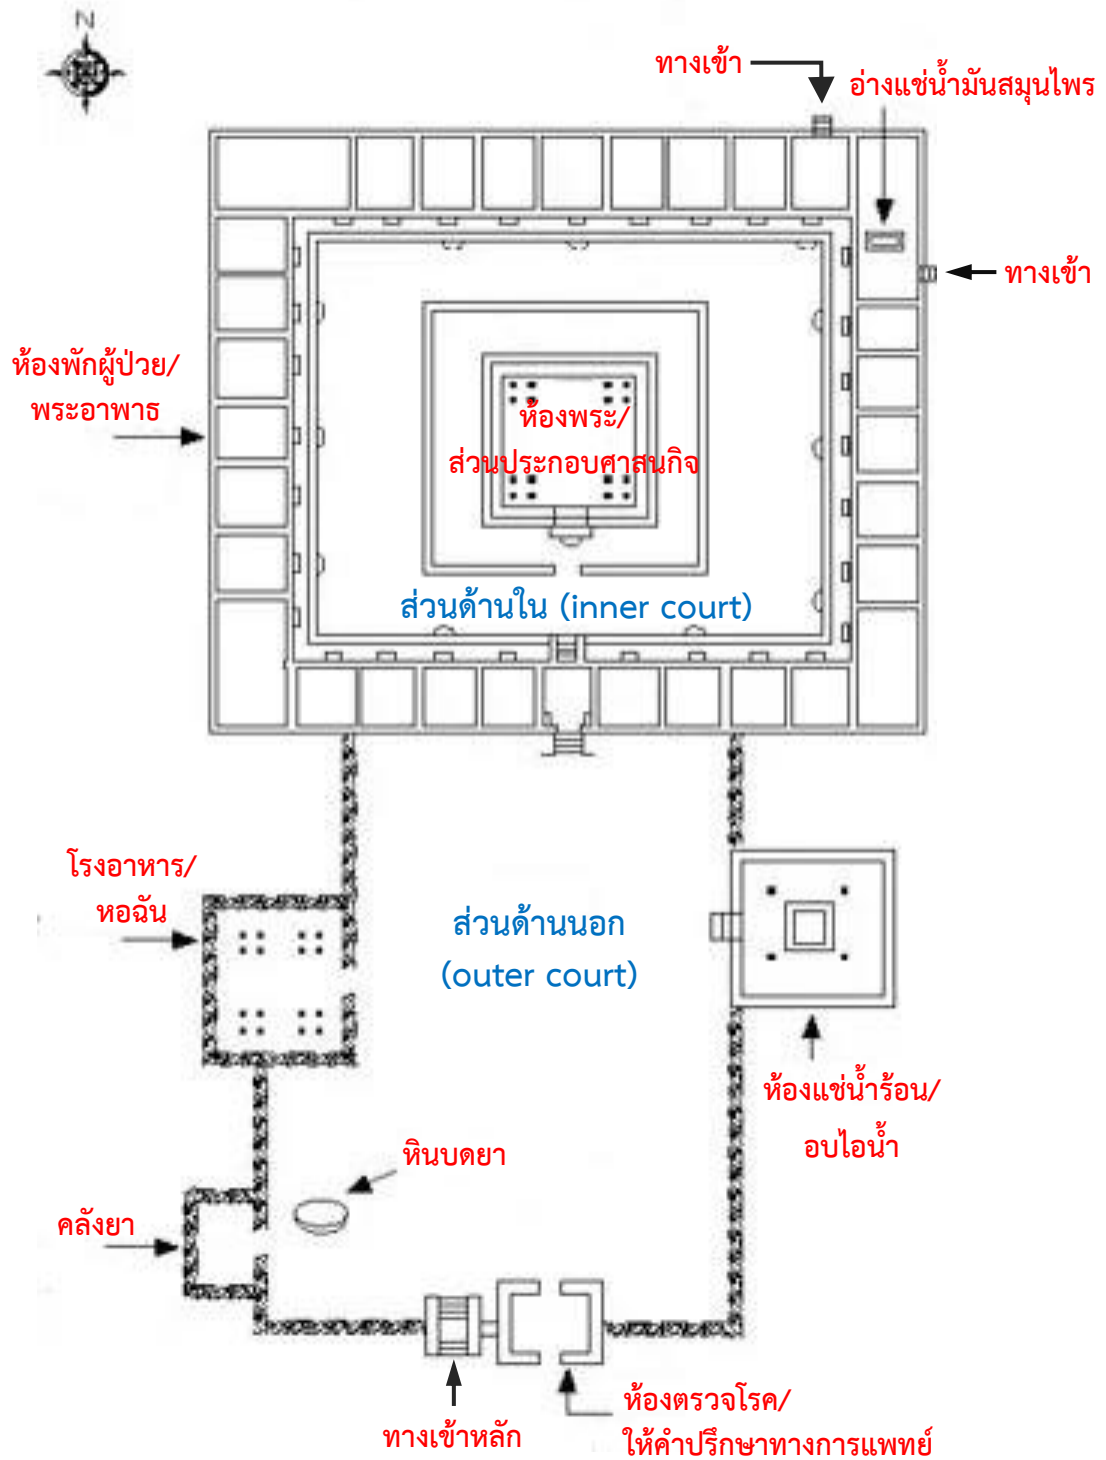 N
ทางเข้า
อ่างแช่น้ำมันสมุนไพร
ทางเข้า
ห้องพักผู้ป่วย/
พระอาพาธ
ห้องพระ/
ส่วนประกอบศาสนกิจ
ส่วนด้านใน (inner court)
โรงอาหาร/
หอฉัน
ส่วนด้านนอก
(outer court)
ห้องแช่น้ำร้อน/
อบไอน้ำ
หินบดยา
คลังยา
ทางเข้าหลัก
ห้องตรวจโรค/
ให้คำปรึกษาทางการแพทย์